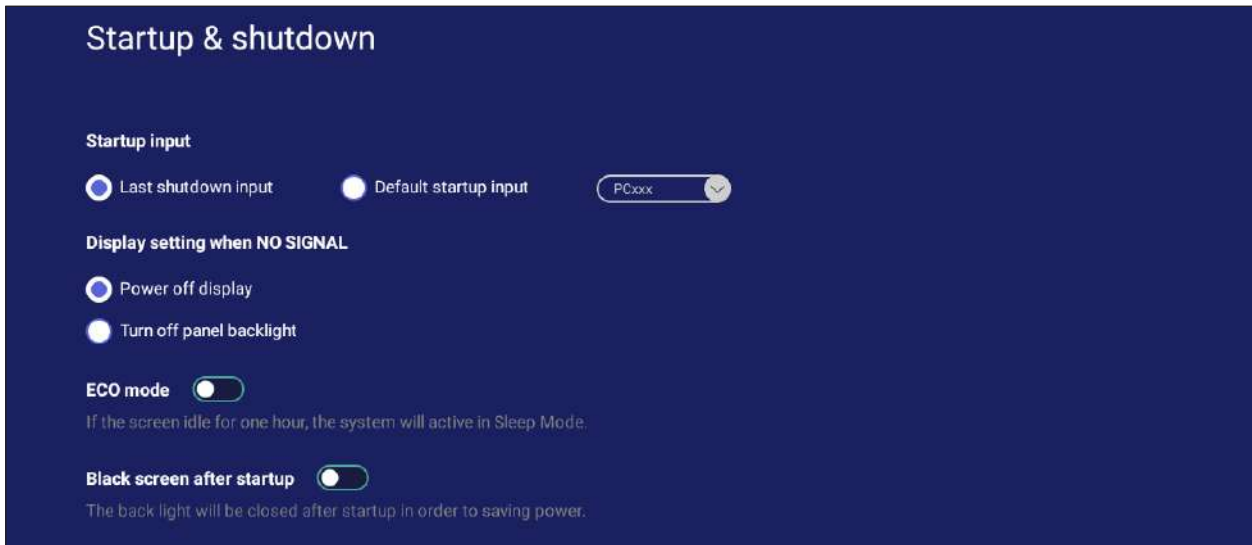 Startup & shutdown
Startup input
Last shutdown input Default startup input PCxxx
Display setting when NO SIGNAL
Power off display
Turn off panel backlight
ECO mode
If the screen idle for one hour, the system will active in Sleep Mode.
Black screen after startup
The back light will be closed after startup in order to saving power.